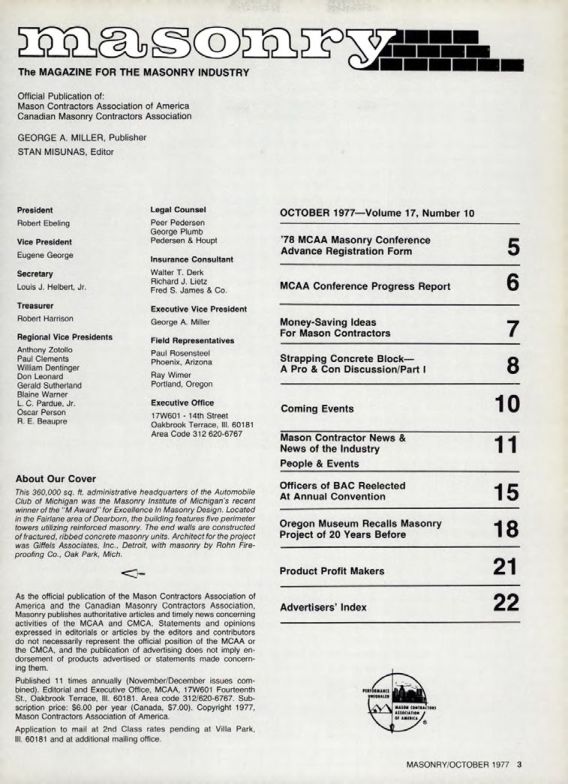 masonry
The MAGAZINE FOR THE MASONRY INDUSTRY
Official Publication of:
Mason Contractors Association of America
Canadian Masonry Contractors Association
GEORGE A. MILLER, Publisher
STAN MISUNAS, Editor
President
Robert Ebeling
Vice President
Eugene George
Secretary
Louis J. Helbert, Jr.
Treasurer
Robert Harrison
Regional Vice Presidents
Anthony Zotollo
Paul Clements
William Dentinger
Don Leonard
Gerald Sutherland
Blaine Warner
L. C. Pardue, Jr.
Oscar Person
R. E. Beaupre
Legal Counsel
Peer Pedersen
George Plumb
Pedersen & Houpt
Insurance Consultant
Walter T. Derk
Richard J. Lietz
Fred S. James & Co.
Executive Vice President
George A. Miller
Field Representatives
Paul Rosensteel
Phoenix, Arizona
Ray Wimer
Portland, Oregon
Executive Office
17W601 - 14th Street
Oakbrook Terrace, Ill. 60181
Area Code 312 620-6767
About Our Cover
This 360,000 sq. ft. administrative headquarters of the Automobile
Club of Michigan was the Masonry Institute of Michigan's recent
winner of the "M Award" for Excellence In Masonry Design. Located
in the Fairlane area of Dearborn, the building features five perimeter
towers utilizing reinforced masonry. The end walls are constructed
of fractured, ribbed concrete masonry units. Architect for the project
was Giffels Associates, Inc., Detroit, with masonry by Rohn Fire-
proofing Co., Oak Park, Mich.
As the official publication of the Mason Contractors Association of
America and the Canadian Masonry Contractors Association,
Masonry publishes authoritative articles and timely news concerning
activities of the MCAA and CMCA. Statements and opinions
expressed in editorials or articles by the editors and contributors
do not necessarily represent the official position of the MCAA or
the CMCA, and the publication of advertising does not imply en-
dorsement of products advertised or statements made concern-
ing them.
Published 11 times annually (November/December issues com-
bined). Editorial and Executive Office, MCAA, 17W601 Fourteenth
St., Oakbrook Terrace, Ill. 60181. Area code 312/620-6767. Sub-
scription price: $6.00 per year (Canada, $7.00). Copyright 1977,
Mason Contractors Association of America.
Application to mail at 2nd Class rates pending at Villa Park,
Ill. 60181 and at additional mailing office.
OCTOBER 1977—Volume 17, Number 10
'78 MCAA Masonry Conference
Advance Registration Form 5
MCAA Conference Progress Report 6
Money-Saving Ideas
For Mason Contractors 7
Strapping Concrete Block—
A Pro & Con Discussion/Part I 8
Coming Events 10
Mason Contractor News &
News of the Industry 11
People & Events
Officers of BAC Reelected
At Annual Convention 15
Oregon Museum Recalls Masonry
Project of 20 Years Before 18
Product Profit Makers 21
Advertisers' Index 22
PERFORMANCE
UNEQUALED
MASON CONTRACTORS
ASSOCIATION
OF AMERICA
®
MASONRY/OCTOBER 1977 3